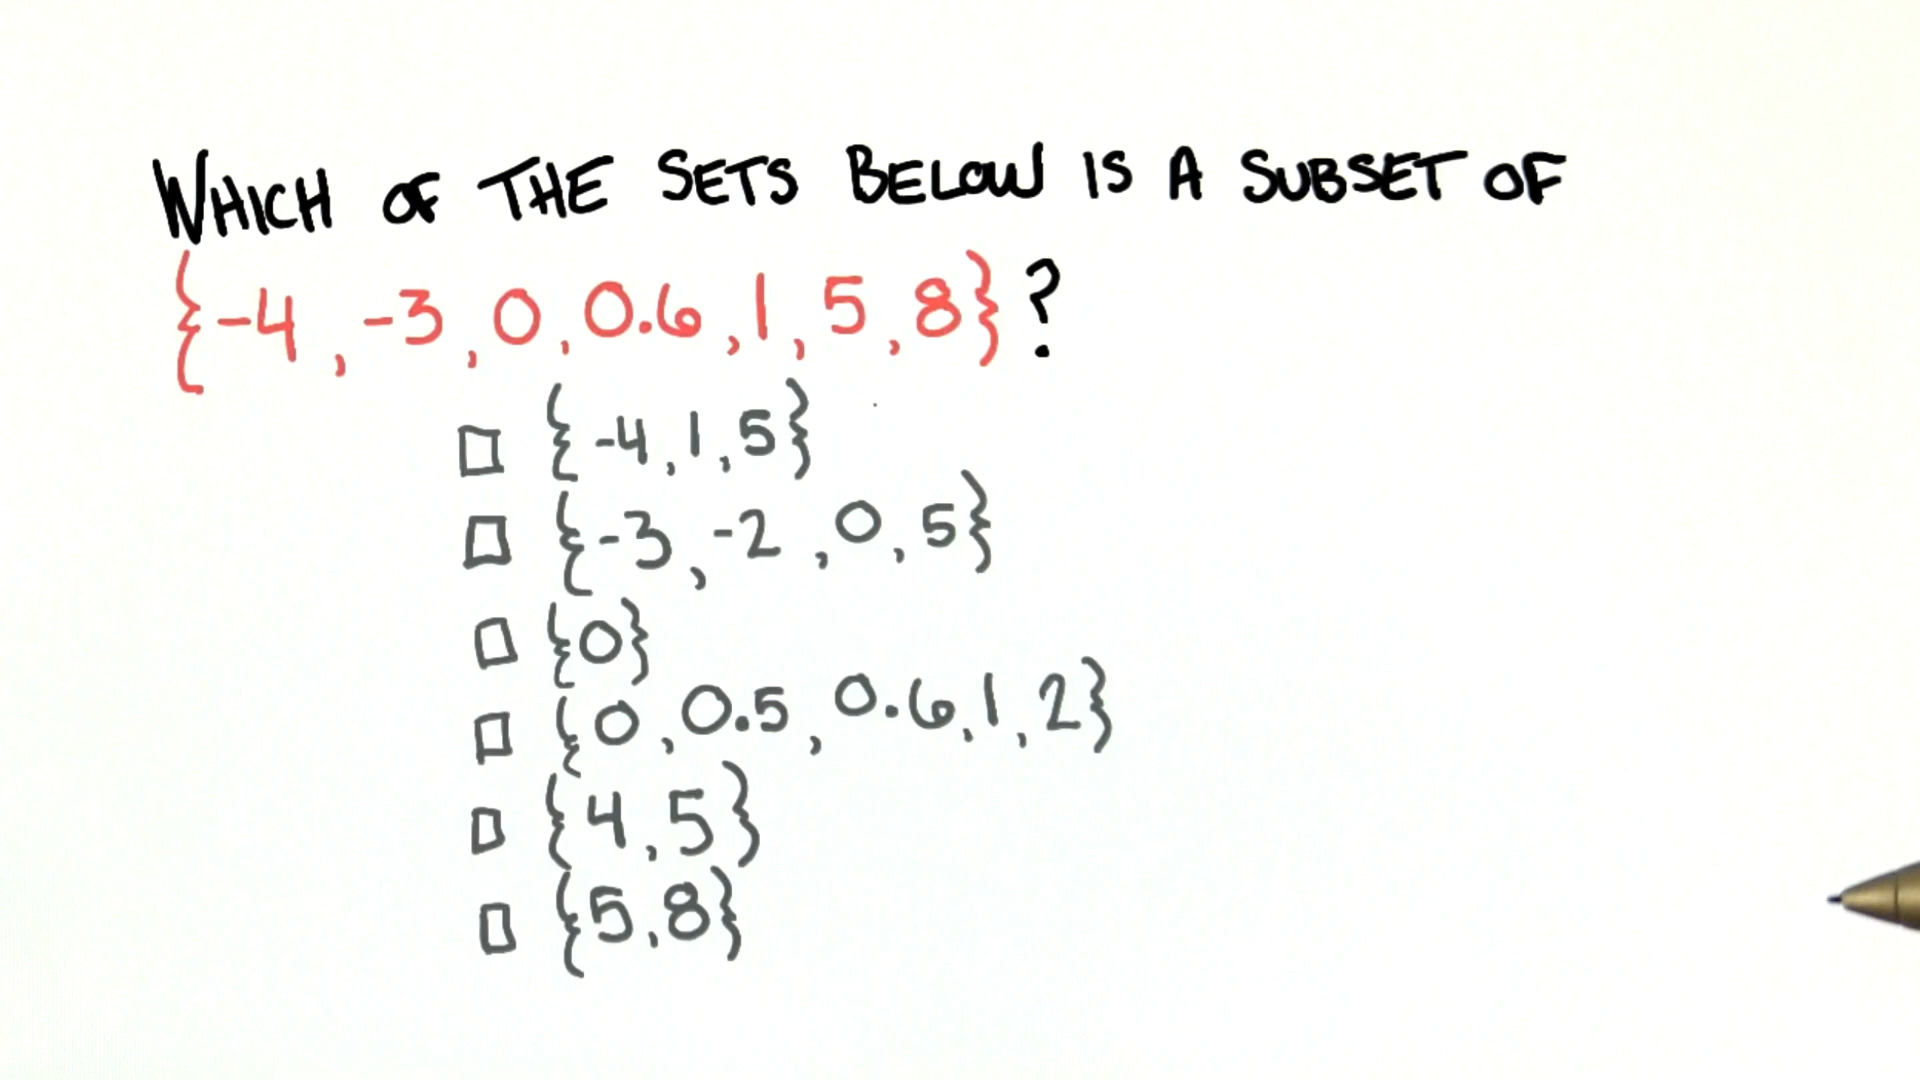 WHICH OF THE SETS BELOW IS A SUBSET OF
{-4, -3, 0, 0.6, 1, 5, 8}?
{-4, 1, 5}
{-3, -2, 0, 5}
{0}
{0, 0.5, 0.6, 1, 2}
{4, 5}
{5, 8}